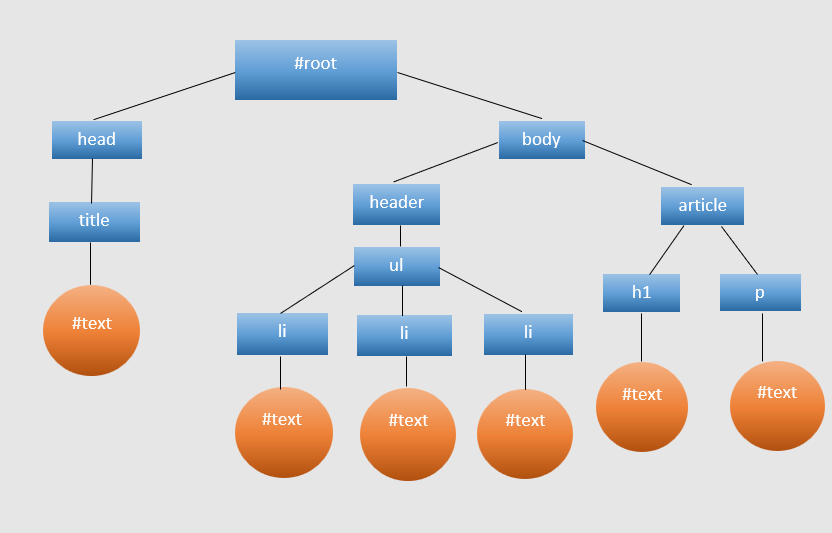 #root
head
body
header
article
title
ul
h1
p
li
li
li
#text
#text
#text
#text
#text
#text